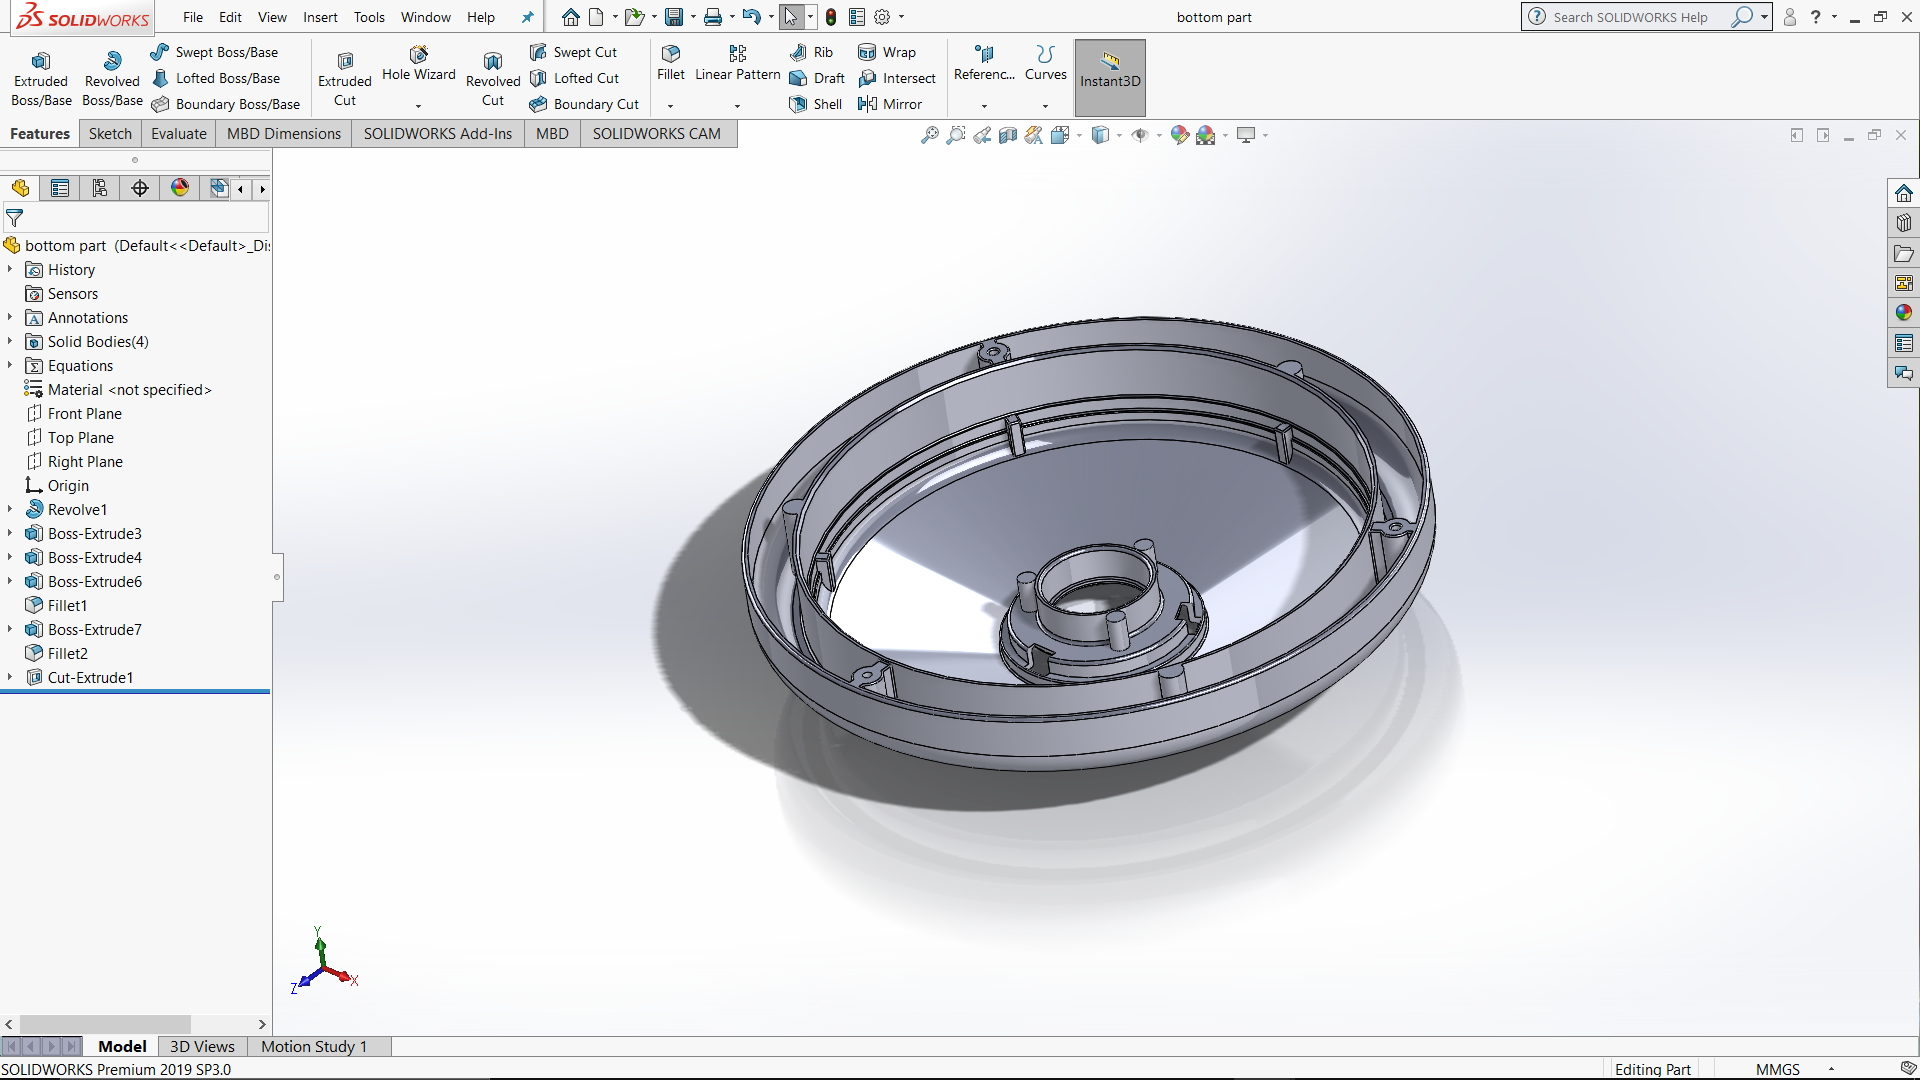 SOLIDWORKS
File Edit View Insert Tools Window Help
bottom part
Search SOLIDWORKS Help
Extruded Boss/Base
Revolved Boss/Base
Swept Boss/Base
Lofted Boss/Base
Boundary Boss/Base
Extruded Cut
Hole Wizard
Revolved Cut
Swept Cut
Lofted Cut
Boundary Cut
Fillet
Linear Pattern
Rib
Draft
Shell
Wrap
Intersect
Mirror
Referenc...
Curves
Instant3D
Features Sketch Evaluate MBD Dimensions SOLIDWORKS Add-Ins MBD SOLIDWORKS CAM
bottom part (Default<<Default>_Di
History
Sensors
Annotations
Solid Bodies(4)
Equations
Material <not specified>
Front Plane
Top Plane
Right Plane
Origin
Revolve1
Boss-Extrude3
Boss-Extrude4
Boss-Extrude6
Fillet1
Boss-Extrude7
Fillet2
Cut-Extrude1
Y
X
Z
Model 3D Views Motion Study 1
SOLIDWORKS Premium 2019 SP3.0
Editing Part MMGS